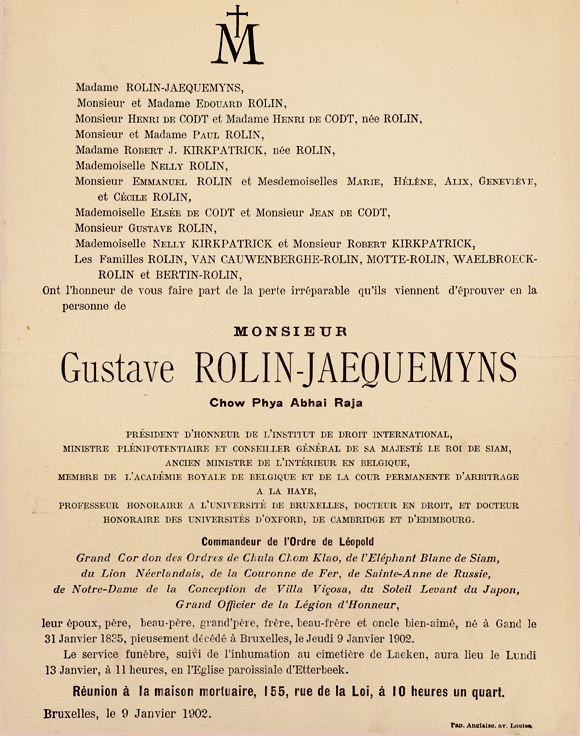 M
Madame ROLIN-JAEQUEMYNS,
Monsieur et Madame EDOUARD ROLIN,
Monsieur HENRI DE CODT et Madame HENRI DE CODT, née ROLIN,
Monsieur et Madame PAUL ROLIN,
Madame ROBERT J. KIRKPATRICK, née ROLIN,
Mademoiselle NELLY ROLIN,
Monsieur EMMANUEL ROLIN et Mesdemoiselles MARIE, HÉLÈNE, ALIX, GENEVIÈVE,
et CÉCILE ROLIN,
Mademoiselle ELSÉE DE CODT et Monsieur JEAN DE CODT,
Monsieur GUSTAVE ROLIN,
Mademoiselle NELLY KIRKPATRICK et Monsieur ROBERT KIRKPATRICK,
Les Familles ROLIN, VAN CAUWENBERGHE-ROLIN, MOTTE-ROLIN, WAELBROECK-
ROLIN et BERTIN-ROLIN,
Ont l'honneur de vous faire part de la perte irréparable qu'ils viennent d'éprouver en la
personne de
MONSIEUR
Gustave ROLIN-JAEQUEMYNS
Chow Phya Abhai Raja
PRÉSIDENT D'HONNEUR DE L'INSTITUT DE DROIT INTERNATIONAL,
MINISTRE PLÉNIPOTENTIAIRE ET CONSEILLER GÉNÉRAL DE SA MAJESTÉ LE ROI DE SIAM,
ANCIEN MINISTRE DE L'INTÉRIEUR EN BELGIQUE,
MEMBRE DE L'ACADÉMIE ROYALE DE BELGIQUE ET DE LA COUR PERMANENTE D'ARBITRAGE
A LA HAYE,
PROFESSEUR HONORAIRE A L'UNIVERSITÉ DE BRUXELLES, DOCTEUR EN DROIT, ET DOCTEUR
HONORAIRE DES UNIVERSITÉS D'OXFORD, DE CAMBRIDGE ET D'EDIMBOURG.
Commandeur de l'Ordre de Léopold
Grand Cor don des Ordres de Chula Chom Klao, de l'Eléphant Blanc de Siam,
du Lion Néerlandais, de la Couronne de Fer, de Sainte-Anne de Russie,
de Notre-Dame de la Conception de Villa Viçosa, du Soleil Levant du Japon,
Grand Officier de la Légion d'Honneur,
leur époux, père, beau-père, grand'père, frère, beau-frère et oncle bien-aimé, né à Gand le
31 Janvier 1835, pieusement décédé à Bruxelles, le Jeudi 9 Janvier 1902.
Le service funèbre, suivi de l'inhumation au cimetière de Laeken, aura lieu le Lundi
13 Janvier, à 11 heures, en l'Eglise paroissiale d'Etterbeek.
Réunion à la maison mortuaire, 155, rue de la Loi, à 10 heures un quart.
Bruxelles, le 9 Janvier 1902.
Pap. Anglaise, av. Louise